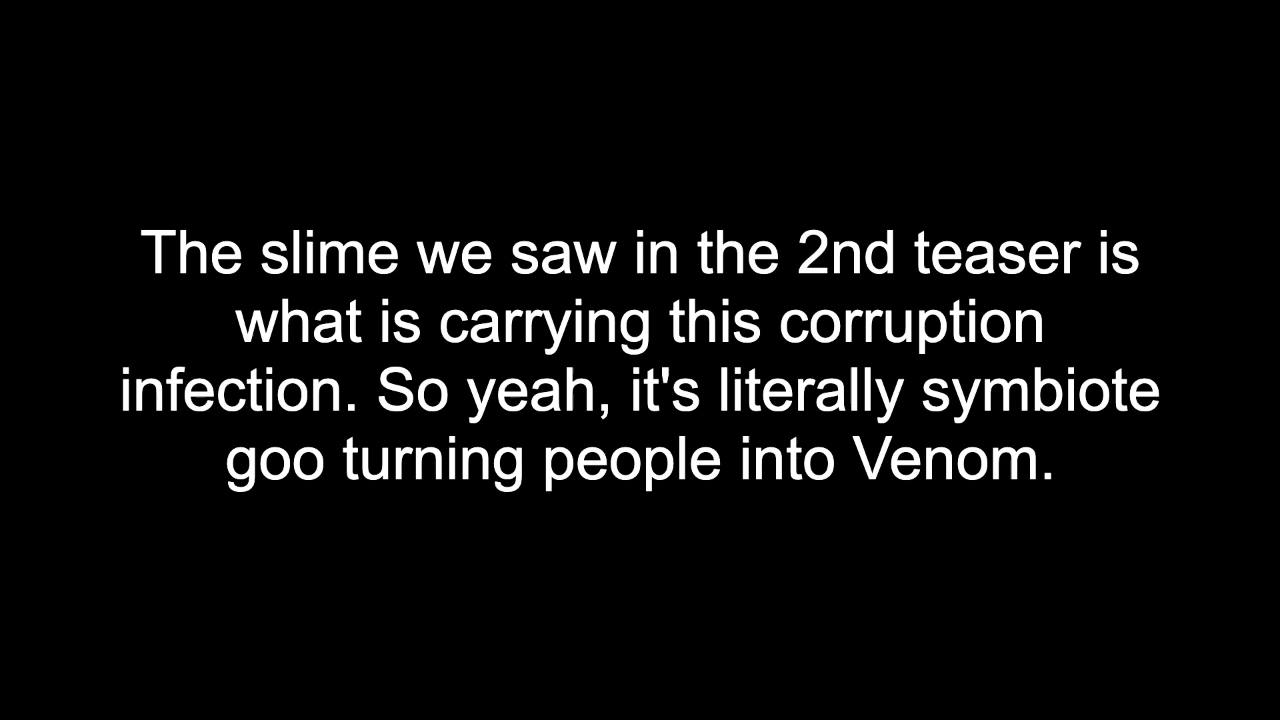 The slime we saw in the 2nd teaser is
what is carrying this corruption
infection. So yeah, it's literally symbiote
goo turning people into Venom.